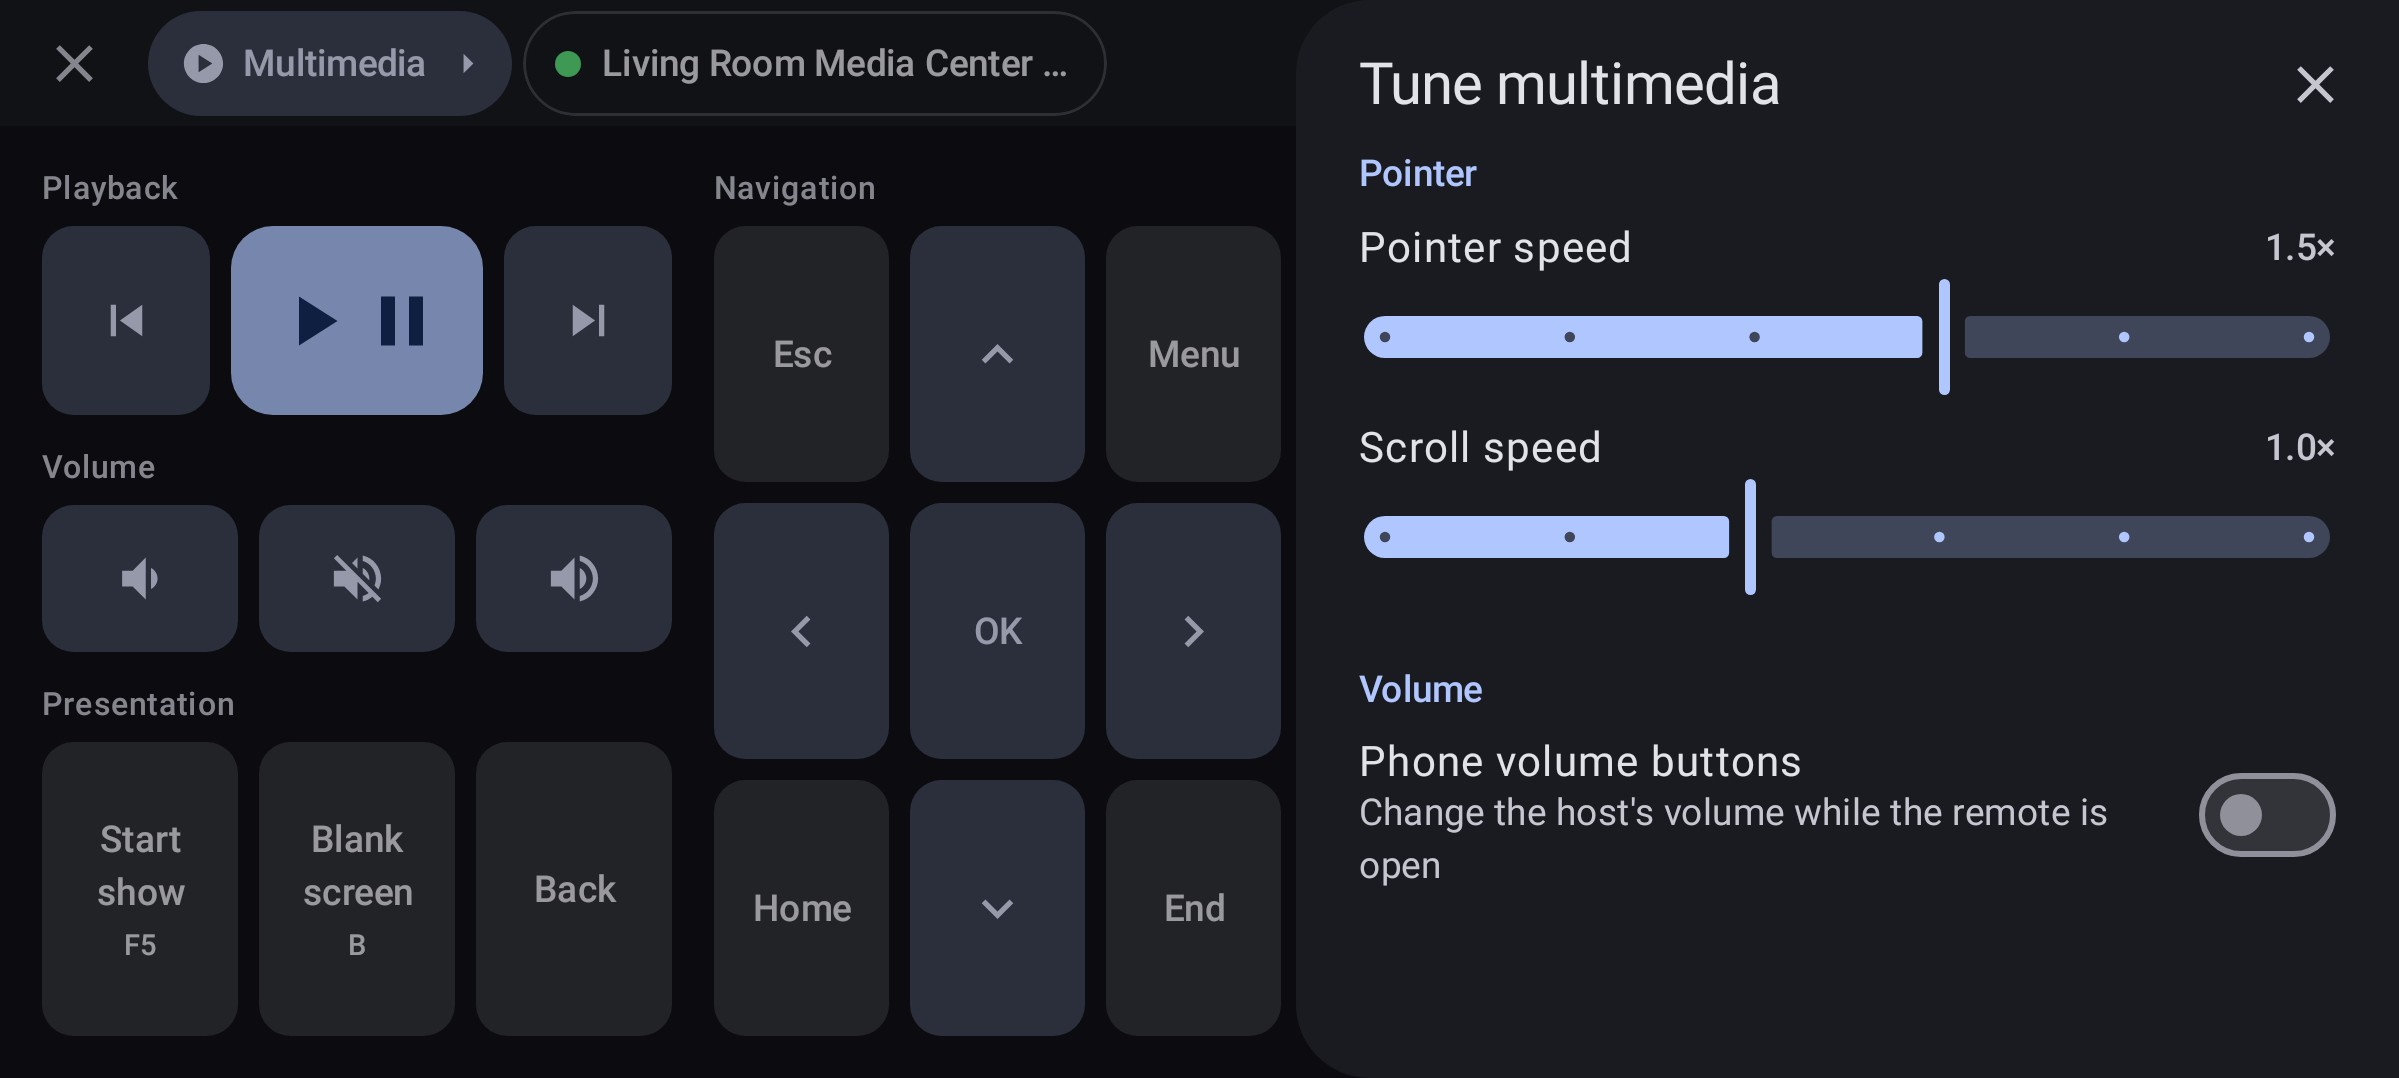 Multimedia
Living Room Media Center ...
Playback
Volume
Presentation
Start
show
F5
Blank
screen
B
Back
Navigation
Esc
Menu
OK
Home
End
Tune multimedia
Pointer
Pointer speed
1.5×
Scroll speed
1.0×
Volume
Phone volume buttons
Change the host's volume while the remote is
open